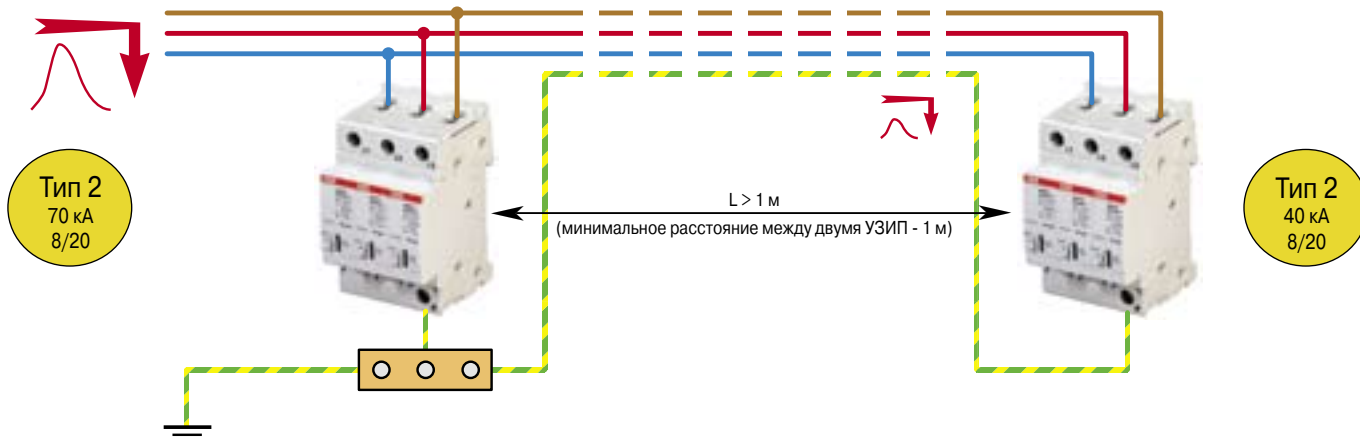 Тип 2
70 кА
8/20
L > 1 м
(минимальное расстояние между двумя УЗИП - 1 м)
Тип 2
40 кА
8/20